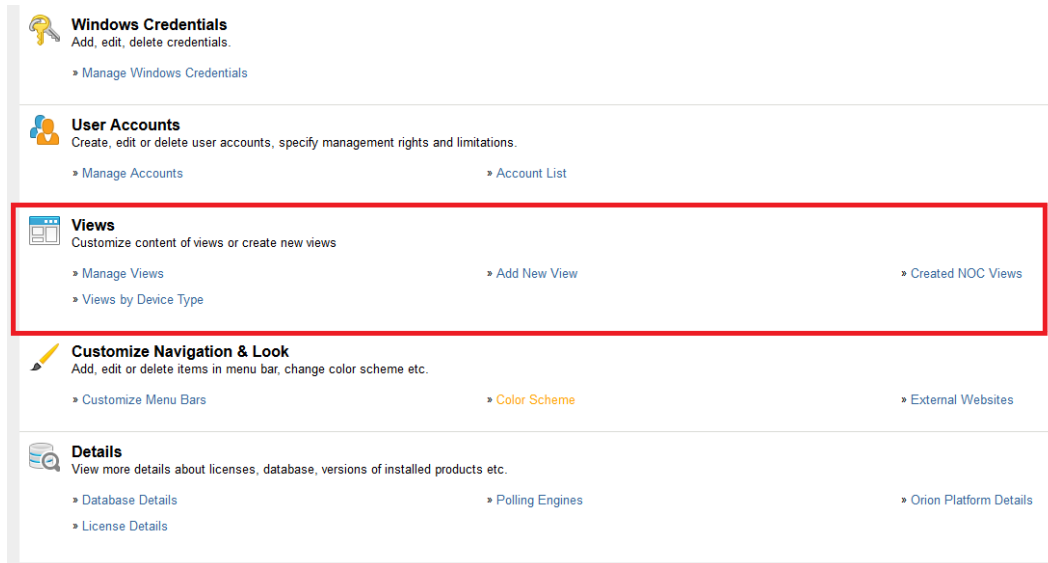 Windows Credentials
Add, edit, delete credentials.
» Manage Windows Credentials
User Accounts
Create, edit or delete user accounts, specify management rights and limitations.
» Manage Accounts
» Account List
Views
Customize content of views or create new views
» Manage Views
» Add New View
» Created NOC Views
» Views by Device Type
Customize Navigation & Look
Add, edit or delete items in menu bar, change color scheme etc.
» Customize Menu Bars
» Color Scheme
» External Websites
Details
View more details about licenses, database, versions of installed products etc.
» Database Details
» Polling Engines
» Orion Platform Details
» License Details